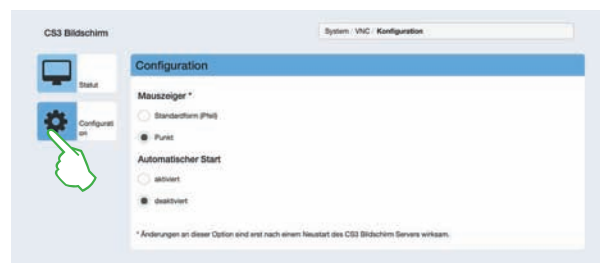 CS3 Bildschirm
System / VNC / Konfiguration
Statut
Configurati
on
Configuration
Mauszeiger *
Standardform (Pfeil)
Punkt
Automatischer Start
aktiviert
deaktiviert
* Änderungen an dieser Option sind erst nach einem Neustart des CS3 Bildschirm Servers wirksam.